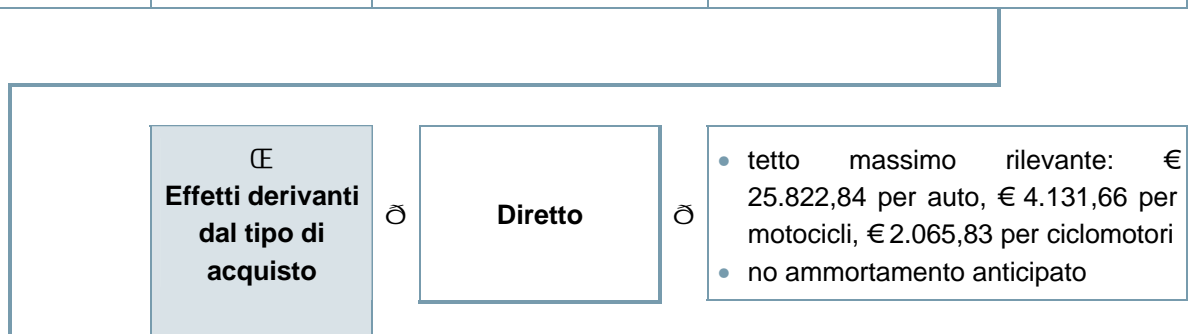 Œ
Effetti derivanti
dal tipo di
acquisto
ð
Diretto
ð
• tetto massimo rilevante: €
25.822,84 per auto, € 4.131,66 per
motocicli, € 2.065,83 per ciclomotori
• no ammortamento anticipato